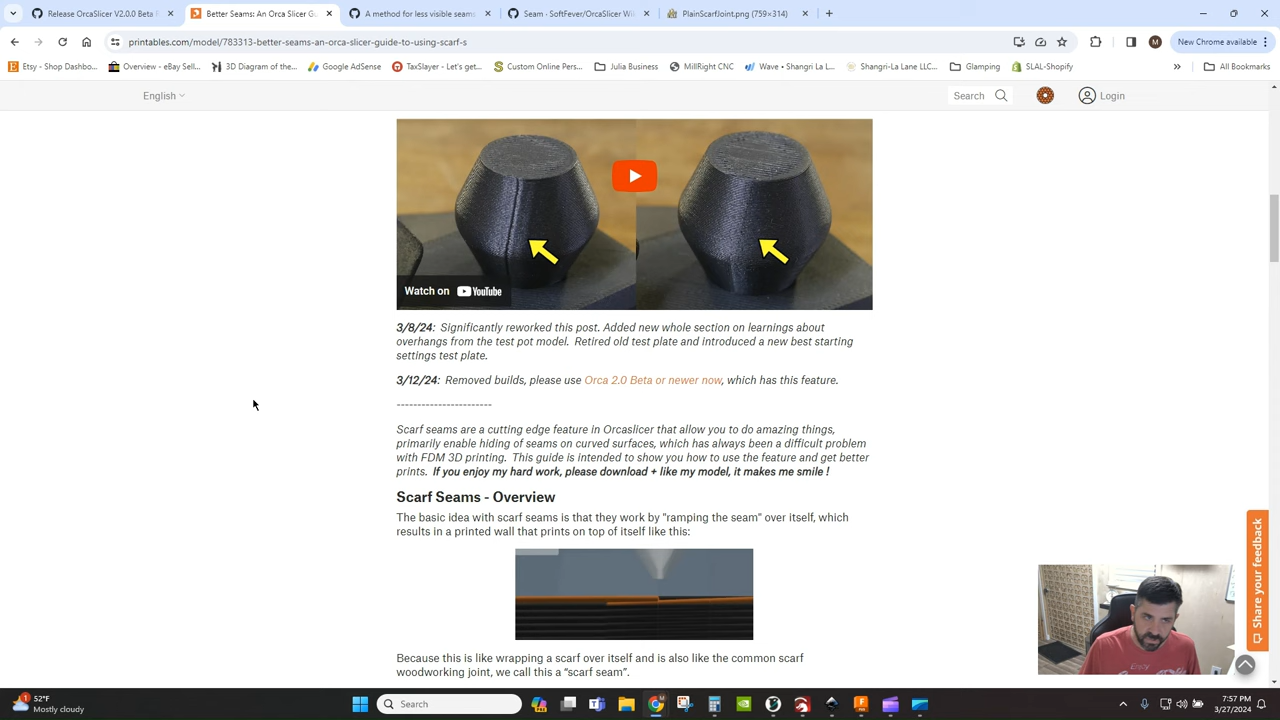 Release OrcaSlicer V2.0.0 Beta
Better Seams: An Orca Slicer Gu
A method for less visible seams
Seam · SoftFever/OrcaSlicer Wi
PlainScarfJoint.png (759×314)
printables.com/model/783313-better-seams-an-orca-slicer-guide-to-using-scarf-s
M
New Chrome available
Etsy - Shop Dashbo...
Overview - eBay Sell...
3D Diagram of the...
Google AdSense
TaxSlayer - Let's get...
Custom Online Pers...
Julia Business
MillRight CNC
Wave • Shangri La L...
Shangri-La Lane LLC...
Glamping
SLAL-Shopify
All Bookmarks
English
Search
Login
Watch on YouTube
3/8/24: Significantly reworked this post. Added new whole section on learnings about
overhangs from the test pot model. Retired old test plate and introduced a new best starting
settings test plate.
3/12/24: Removed builds, please use Orca 2.0 Beta or newer now, which has this feature.
-----------------------
Scarf seams are a cutting edge feature in Orcaslicer that allow you to do amazing things,
primarily enable hiding of seams on curved surfaces, which has always been a difficult problem
with FDM 3D printing. This guide is intended to show you how to use the feature and get better
prints. If you enjoy my hard work, please download + like my model, it makes me smile !
Scarf Seams - Overview
The basic idea with scarf seams is that they work by "ramping the seam" over itself, which
results in a printed wall that prints on top of itself like this:
Because this is like wrapping a scarf over itself and is also like the common scarf
woodworking joint, we call this a “scarf seam”.
Share your feedback
Enjoy
1
52°F
Mostly cloudy
Search
7:57 PM
3/27/2024